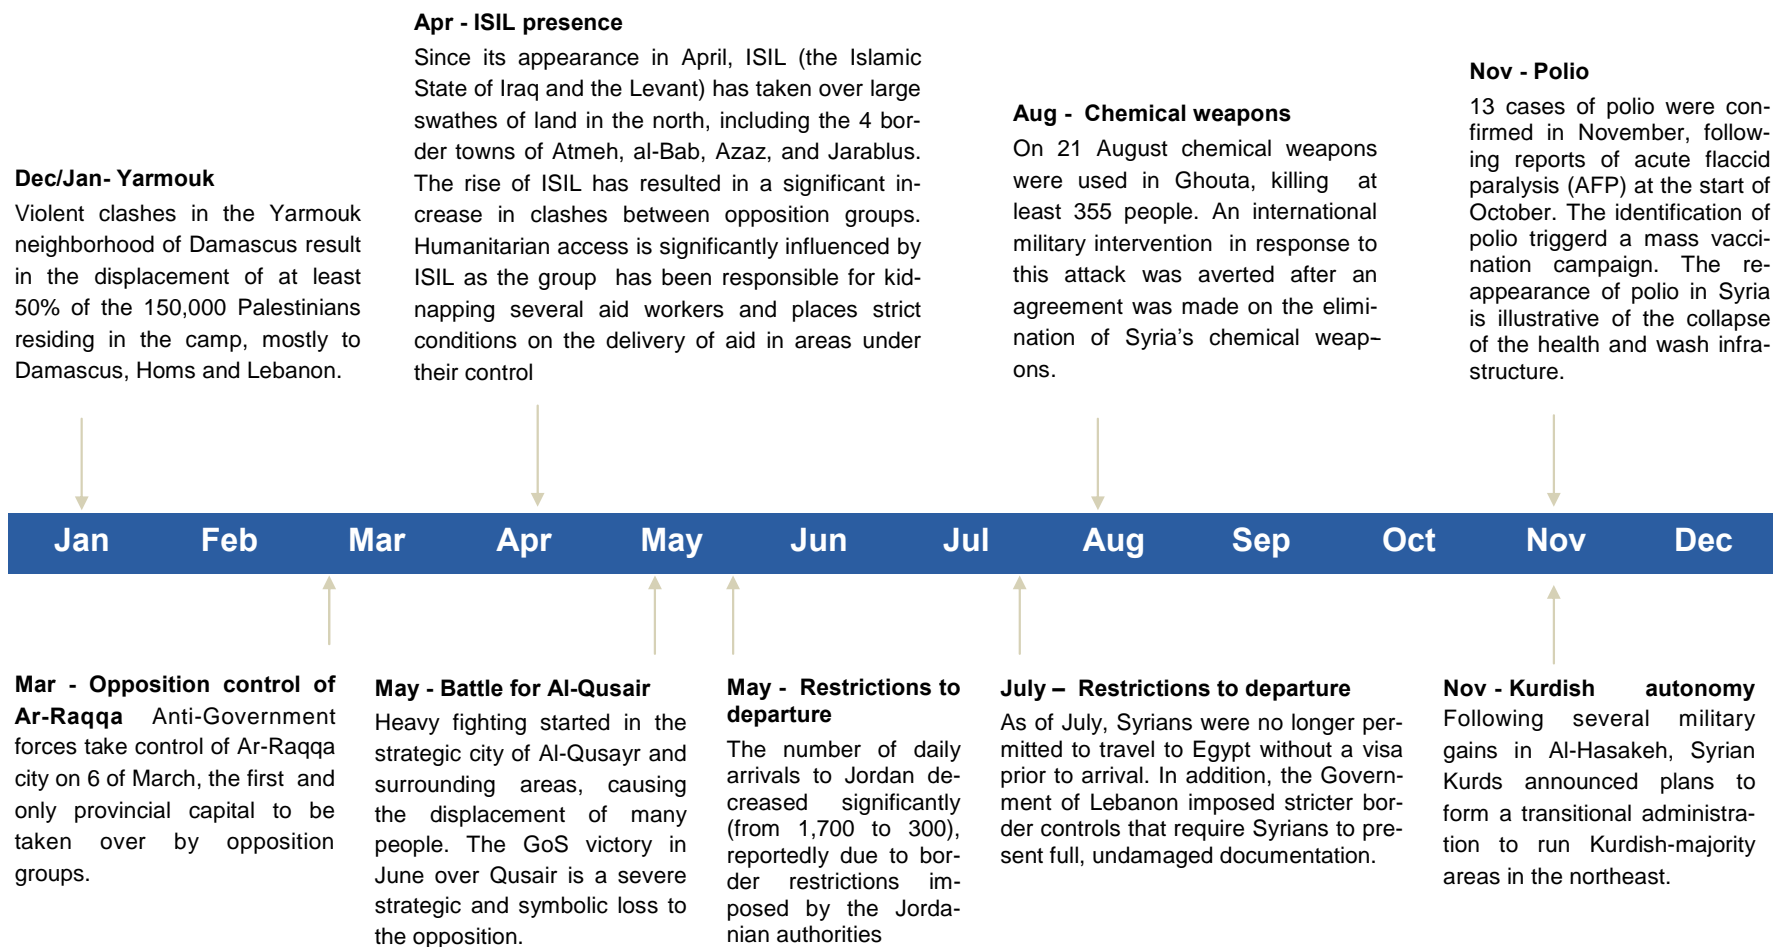 Apr - ISIL presence
Since its appearance in April, ISIL (the Islamic
State of Iraq and the Levant) has taken over large
swathes of land in the north, including the 4 bor-
der towns of Atmeh, al-Bab, Azaz, and Jarablus.
The rise of ISIL has resulted in a significant in-
crease in clashes between opposition groups.
Humanitarian access is significantly influenced by
ISIL as the group has been responsible for kid-
napping several aid workers and places strict
conditions on the delivery of aid in areas under
their control
Nov - Polio
13 cases of polio were con-
firmed in November, follow-
ing reports of acute flaccid
paralysis (AFP) at the start of
October. The identification of
polio triggerd a mass vacci-
nation campaign. The re-
appearance of polio in Syria
is illustrative of the collapse
of the health and wash infra-
structure.
Aug - Chemical weapons
On 21 August chemical weapons
were used in Ghouta, killing at
least 355 people. An international
military intervention in response to
this attack was averted after an
agreement was made on the elimi-
nation of Syria’s chemical weap-
ons.
Dec/Jan- Yarmouk
Violent clashes in the Yarmouk
neighborhood of Damascus result
in the displacement of at least
50% of the 150,000 Palestinians
residing in the camp, mostly to
Damascus, Homs and Lebanon.
Jan Feb Mar Apr May Jun Jul Aug Sep Oct Nov Dec
Mar - Opposition control of
Ar-Raqqa Anti-Government
forces take control of Ar-Raqqa
city on 6 of March, the first and
only provincial capital to be
taken over by opposition
groups.
May - Battle for Al-Qusair
Heavy fighting started in the
strategic city of Al-Qusayr and
surrounding areas, causing
the displacement of many
people. The GoS victory in
June over Qusair is a severe
strategic and symbolic loss to
the opposition.
May - Restrictions to
departure
The number of daily
arrivals to Jordan de-
creased significantly
(from 1,700 to 300),
reportedly due to bor-
der restrictions im-
posed by the Jorda-
nian authorities
July – Restrictions to departure
As of July, Syrians were no longer per-
mitted to travel to Egypt without a visa
prior to arrival. In addition, the Govern-
ment of Lebanon imposed stricter bor-
der controls that require Syrians to pre-
sent full, undamaged documentation.
Nov - Kurdish autonomy
Following several military
gains in Al-Hasakeh, Syrian
Kurds announced plans to
form a transitional administra-
tion to run Kurdish-majority
areas in the northeast.